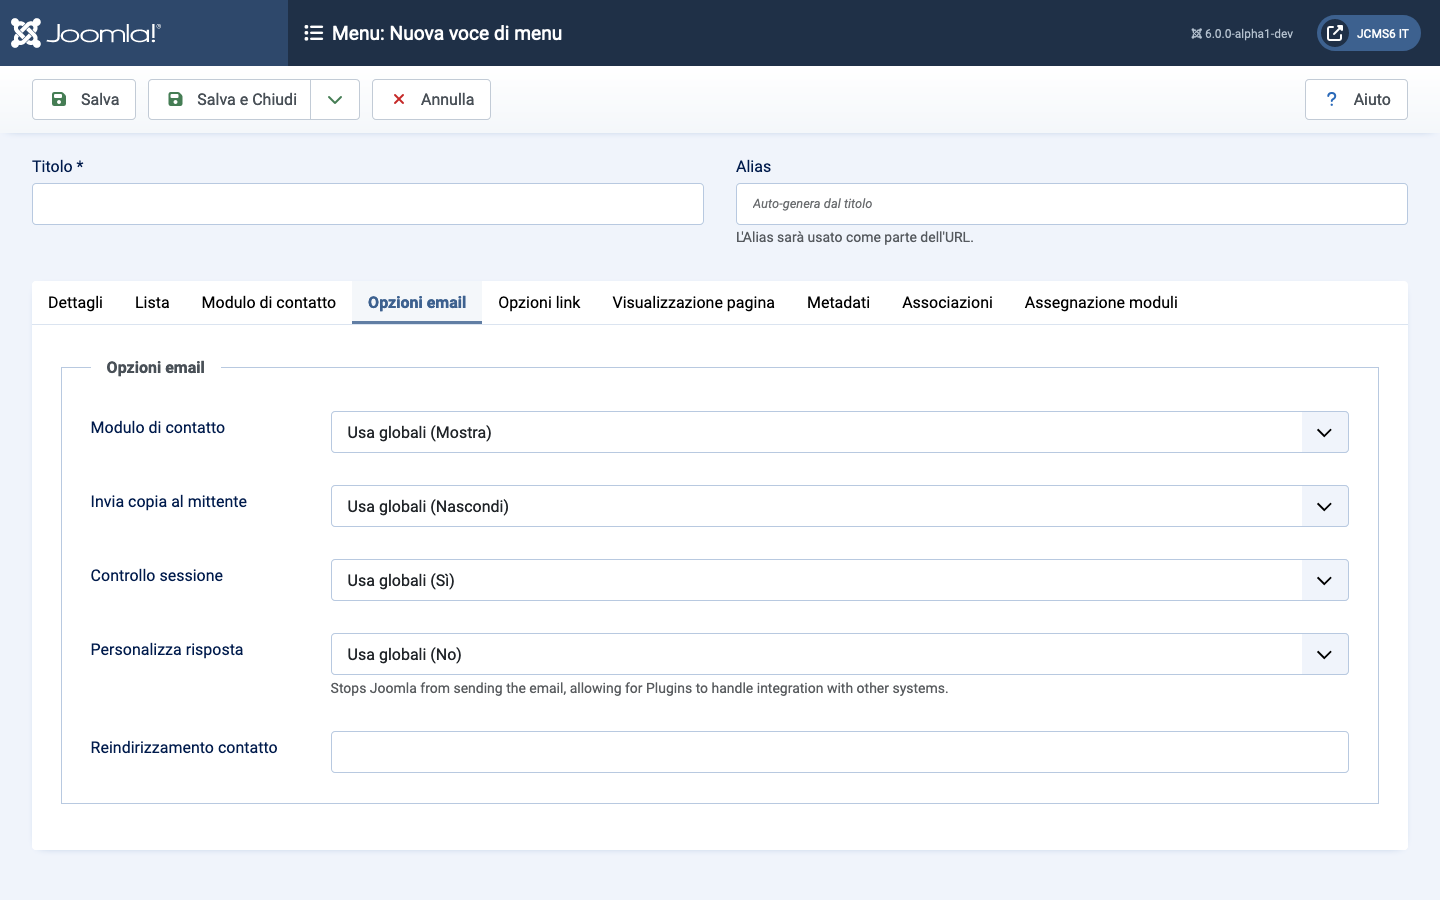 Joomla!®
Menu: Nuova voce di menu
6.0.0-alpha1-dev
JCMS6 IT
Salva
Salva e Chiudi
Annulla
? Aiuto
Titolo *
Alias
Auto-genera dal titolo
L'Alias sarà usato come parte dell'URL.
Dettagli Lista Modulo di contatto Opzioni email Opzioni link Visualizzazione pagina Metadati Associazioni Assegnazione moduli
Opzioni email
Modulo di contatto
Usa globali (Mostra)
Invia copia al mittente
Usa globali (Nascondi)
Controllo sessione
Usa globali (Sì)
Personalizza risposta
Usa globali (No)
Stops Joomla from sending the email, allowing for Plugins to handle integration with other systems.
Reindirizzamento contatto